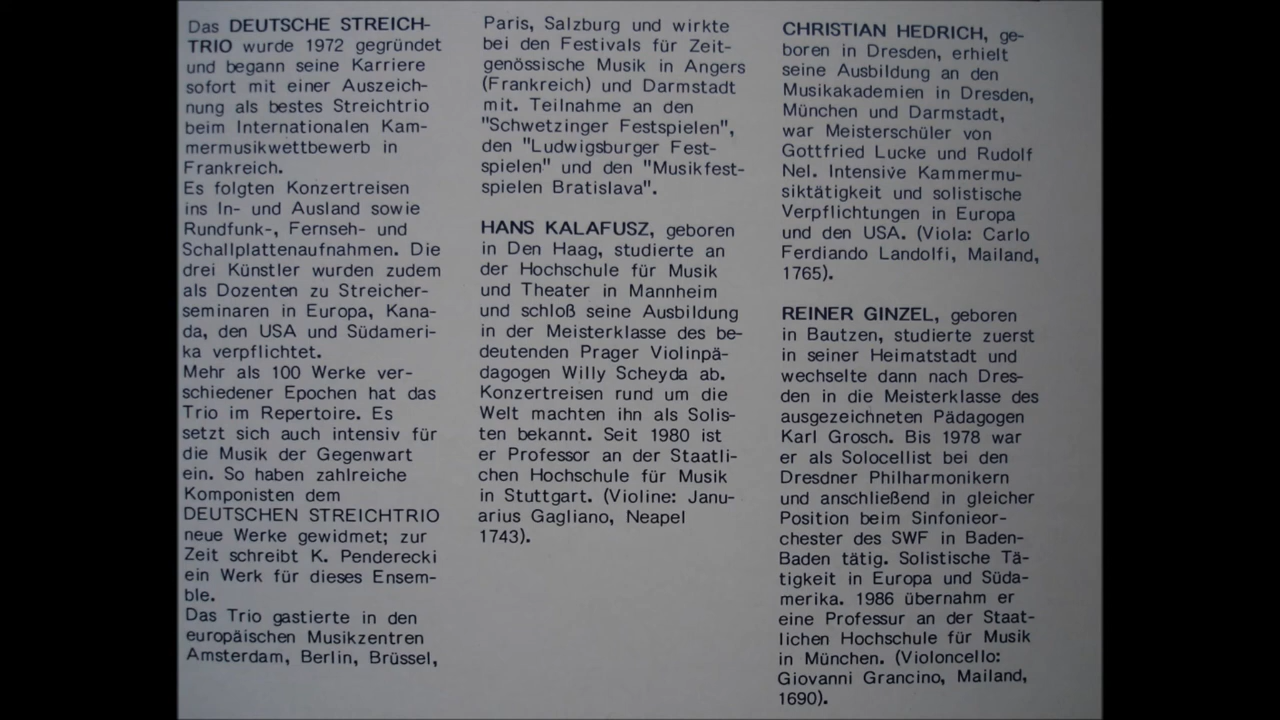 Das DEUTSCHE STREICH-
TRIO wurde 1972 gegründet
und begann seine Karriere
sofort mit einer Auszeich-
nung als bestes Streichtrio
beim Internationalen Kam-
mermusikwettbewerb in
Frankreich.
Es folgten Konzertreisen
ins In- und Ausland sowie
Rundfunk-, Fernseh- und
Schallplattenaufnahmen. Die
drei Künstler wurden zudem
als Dozenten zu Streicher-
seminaren in Europa, Kana-
da, den USA und Südameri-
ka verpflichtet.
Mehr als 100 Werke ver-
schiedener Epochen hat das
Trio im Repertoire. Es
setzt sich auch intensiv für
die Musik der Gegenwart
ein. So haben zahlreiche
Komponisten dem
DEUTSCHEN STREICHTRIO
neue Werke gewidmet; zur
Zeit schreibt K. Penderecki
ein Werk für dieses Ensem-
ble.
Das Trio gastierte in den
europäischen Musikzentren
Amsterdam, Berlin, Brüssel,
Paris, Salzburg und wirkte
bei den Festivals für Zeit-
genössische Musik in Angers
(Frankreich) und Darmstadt
mit. Teilnahme an den
"Schwetzinger Festspielen",
den "Ludwigsburger Fest-
spielen" und den "Musikfest-
spielen Bratislava".
HANS KALAFUSZ, geboren
in Den Haag, studierte an
der Hochschule für Musik
und Theater in Mannheim
und schloß seine Ausbildung
in der Meisterklasse des be-
deutenden Prager Violinpä-
dagogen Willy Scheyda ab.
Konzertreisen rund um die
Welt machten ihn als Solis-
ten bekannt. Seit 1980 ist
er Professor an der Staatli-
chen Hochschule für Musik
in Stuttgart. (Violine: Janu-
arius Gagliano, Neapel
1743).
CHRISTIAN HEDRICH, ge-
boren in Dresden, erhielt
seine Ausbildung an den
Musikakademien in Dresden,
München und Darmstadt,
war Meisterschüler von
Gottfried Lucke und Rudolf
Nel. Intensive Kammermu-
siktätigkeit und solistische
Verpflichtungen in Europa
und den USA. (Viola: Carlo
Ferdiando Landolfi, Mailand,
1765).
REINER GINZEL, geboren
in Bautzen, studierte zuerst
in seiner Heimatstadt und
wechselte dann nach Dres-
den in die Meisterklasse des
ausgezeichneten Pädagogen
Karl Grosch. Bis 1978 war
er als Solocellist bei den
Dresdner Philharmonikern
und anschließend in gleicher
Position beim Sinfonieor-
chester des SWF in Baden-
Baden tätig. Solistische Tä-
tigkeit in Europa und Süda-
merika. 1986 übernahm er
eine Professur an der Staat-
lichen Hochschule für Musik
in München. (Violoncello:
Giovanni Grancino, Mailand,
1690).